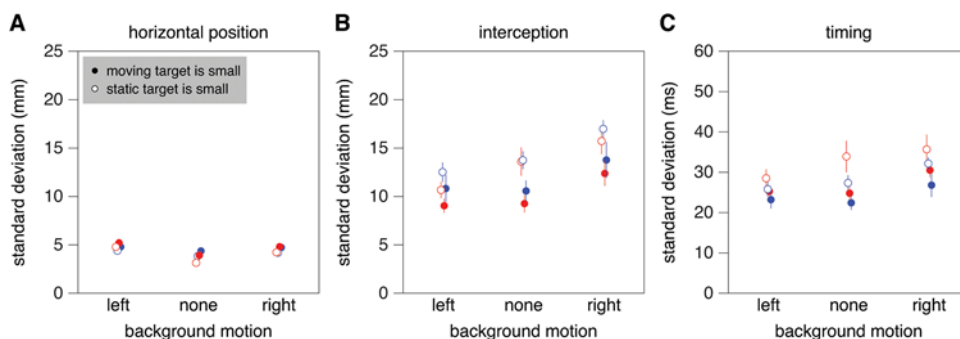 A
horizontal position
25
20
15
10
5
0
standard deviation (mm)
moving target is small
static target is small
left none right
background motion
B
interception
25
20
15
10
5
0
standard deviation (mm)
left none right
background motion
C
timing
60
50
40
30
20
10
0
standard deviation (ms)
left none right
background motion